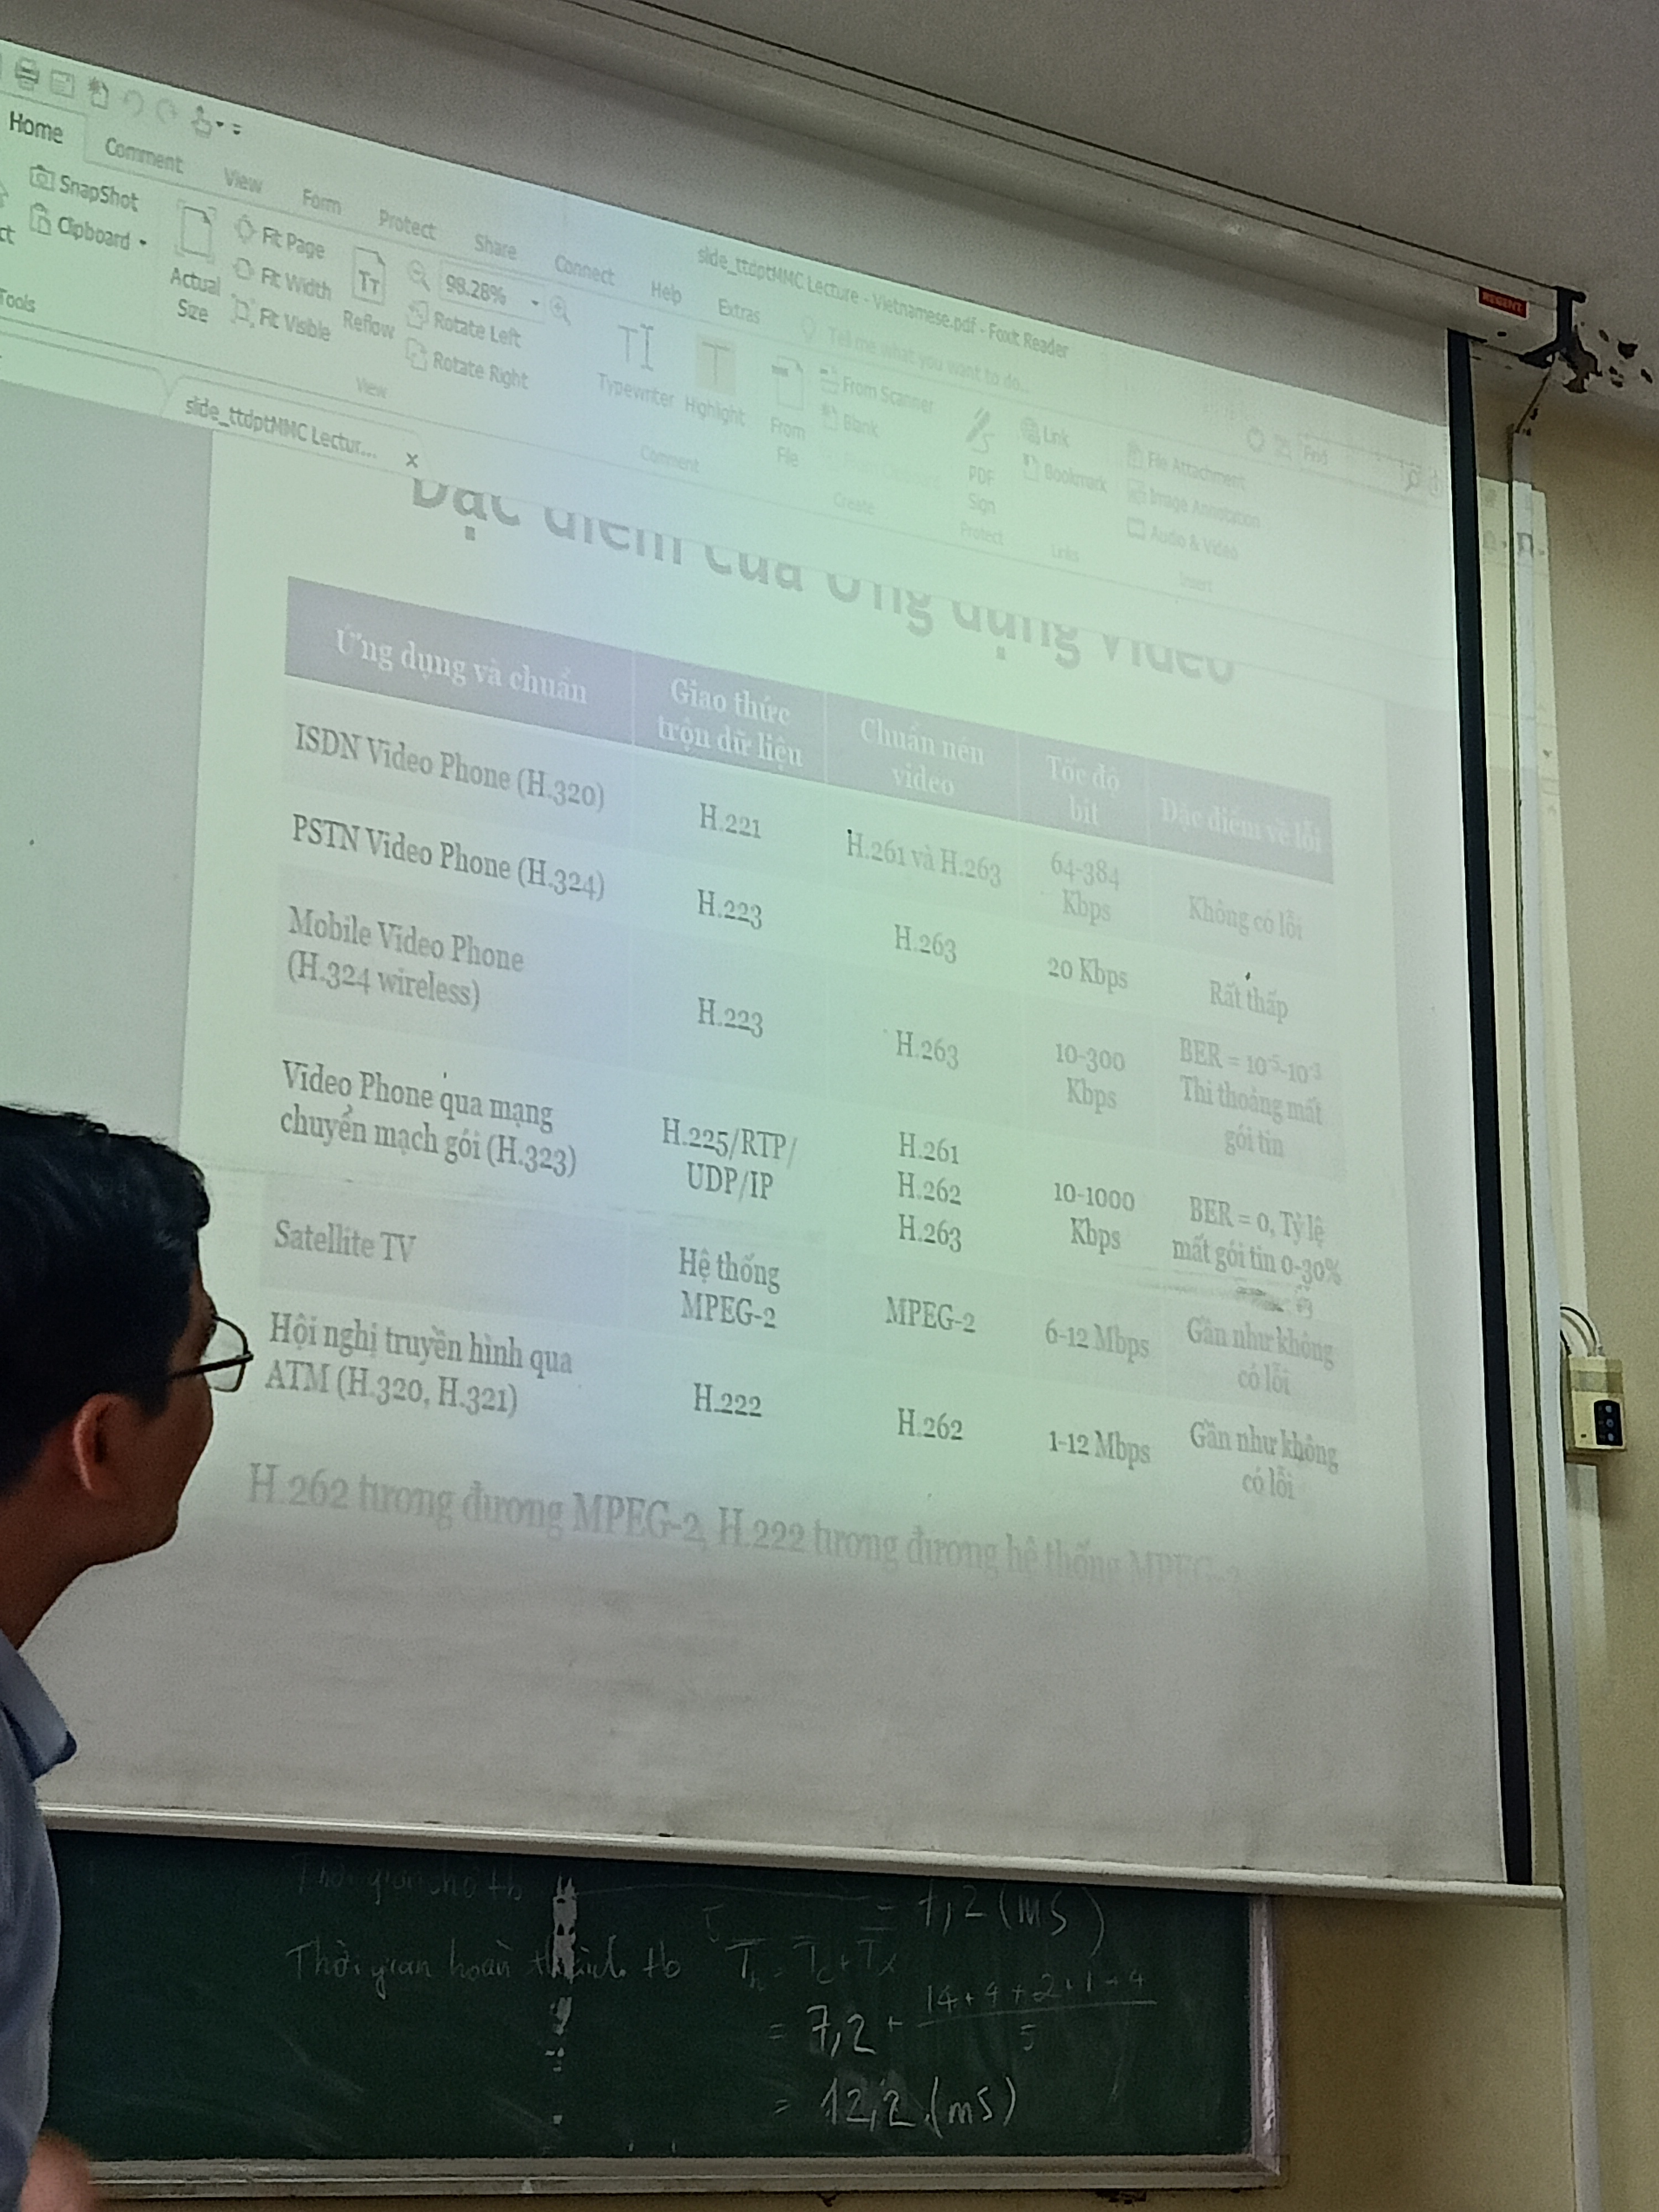 Home
Comment
View
Form
Protect
Share
Connect
Help
Extras
Tell me what you want to do...
slide_ttdptMMC Lecture - Vietnamese.pdf - Foxit Reader
SnapShot
Clipboard
Tools
Actual
Size
Fit Page
Fit Width
Fit Visible
Reflow
98.28%
Rotate Left
Rotate Right
View
Typewriter
Highlight
Comment
From
File
From Scanner
Blank
Create
PDF
Sign
Protect
Link
Bookmark
Links
File Attachment
Image Annotation
Audio & Video
Insert
Find
REGENT
slide_ttdptMMC Lectur...
Đặc điểm của Ứng dụng video
Ứng dụng và chuẩn
Giao thức
trộn dữ liệu
Chuẩn nén
video
Tốc độ
bit
Đặc điểm về lỗi
ISDN Video Phone (H.320)
H.221
H.261 và H.263
64-384
Kbps
Không có lỗi
PSTN Video Phone (H.324)
H.223
H.263
20 Kbps
Rất thấp
Mobile Video Phone
(H.324 wireless)
H.223
H.263
10-300
Kbps
BER = 10⁻⁵-10⁻³
Thi thoảng mất
gói tin
Video Phone qua mạng
chuyển mạch gói (H.323)
H.225/RTP/
UDP/IP
H.261
H.262
H.263
10-1000
Kbps
BER = 0, Tỷ lệ
mất gói tin 0-30%
Satellite TV
Hệ thống
MPEG-2
MPEG-2
6-12 Mbps
Gần như không
có lỗi
Hội nghị truyền hình qua
ATM (H.320, H.321)
H.222
H.262
1-12 Mbps
Gần như không
có lỗi
H.262 tương đương MPEG-2, H.222 tương đương hệ thống MPEG-2
Thời gian chờ tb
= 7,2 (ms)
Thời gian hoàn thành tb
= 7,2 + 14+4+2+1+4
5
= 12,2 (ms)